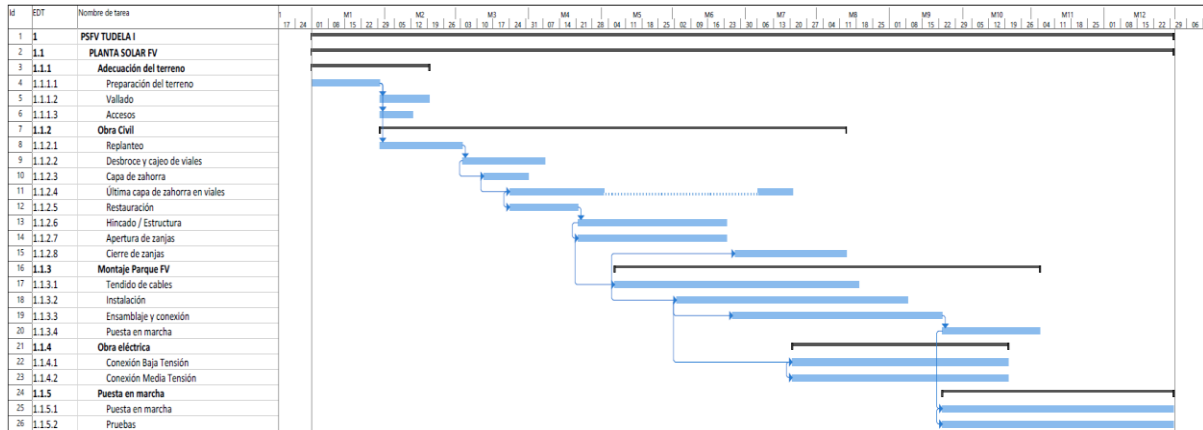 Id EDT Nombre de tarea 1 M1 M2 M3 M4 M5 M6 M7 M8 M9 M10 M11 M12
17 24 01 08 15 22 29 05 12 19 26 03 10 17 24 31 07 14 21 28 04 11 18 25 02 09 16 23 30 06 13 20 27 04 11 18 25 01 08 15 22 29 05 12 19 26 04 11 18 25 01 08 15 22 29 06
1 1 PSFV TUDELA I
2 1.1 PLANTA SOLAR FV
3 1.1.1 Adecuación del terreno
4 1.1.1.1 Preparación del terreno
5 1.1.1.2 Vallado
6 1.1.1.3 Accesos
7 1.1.2 Obra Civil
8 1.1.2.1 Replanteo
9 1.1.2.2 Desbroce y cajeo de viales
10 1.1.2.3 Capa de zahorra
11 1.1.2.4 Última capa de zahorra en viales
12 1.1.2.5 Restauración
13 1.1.2.6 Hincado / Estructura
14 1.1.2.7 Apertura de zanjas
15 1.1.2.8 Cierre de zanjas
16 1.1.3 Montaje Parque FV
17 1.1.3.1 Tendido de cables
18 1.1.3.2 Instalación
19 1.1.3.3 Ensamblaje y conexión
20 1.1.3.4 Puesta en marcha
21 1.1.4 Obra eléctrica
22 1.1.4.1 Conexión Baja Tensión
23 1.1.4.2 Conexión Media Tensión
24 1.1.5 Puesta en marcha
25 1.1.5.1 Puesta en marcha
26 1.1.5.2 Pruebas